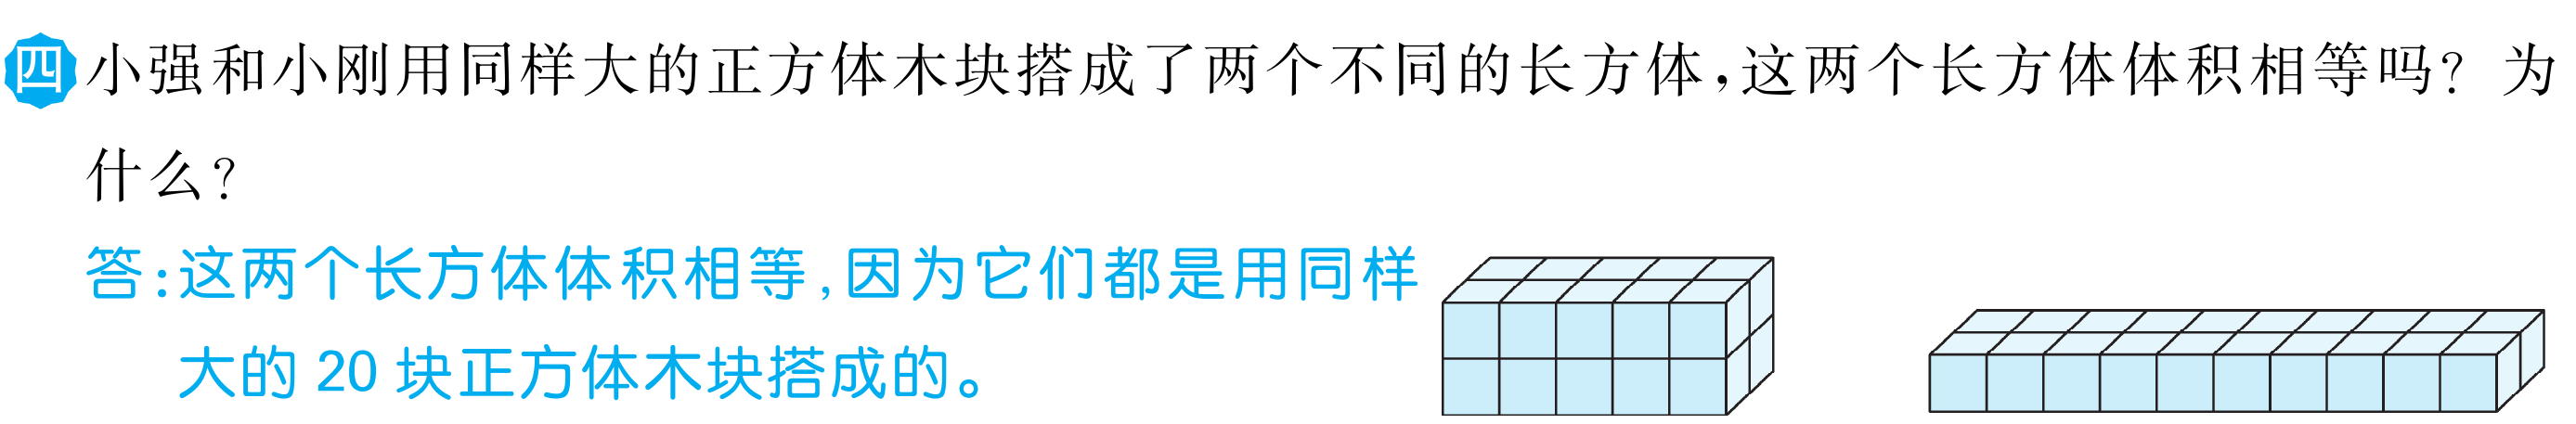 四 小强和小刚用同样大的正方体木块搭成了两个不同的长方体，这两个长方体体积相等吗？为
什么？
答：这两个长方体体积相等，因为它们都是用同样
大的 20 块正方体木块搭成的。